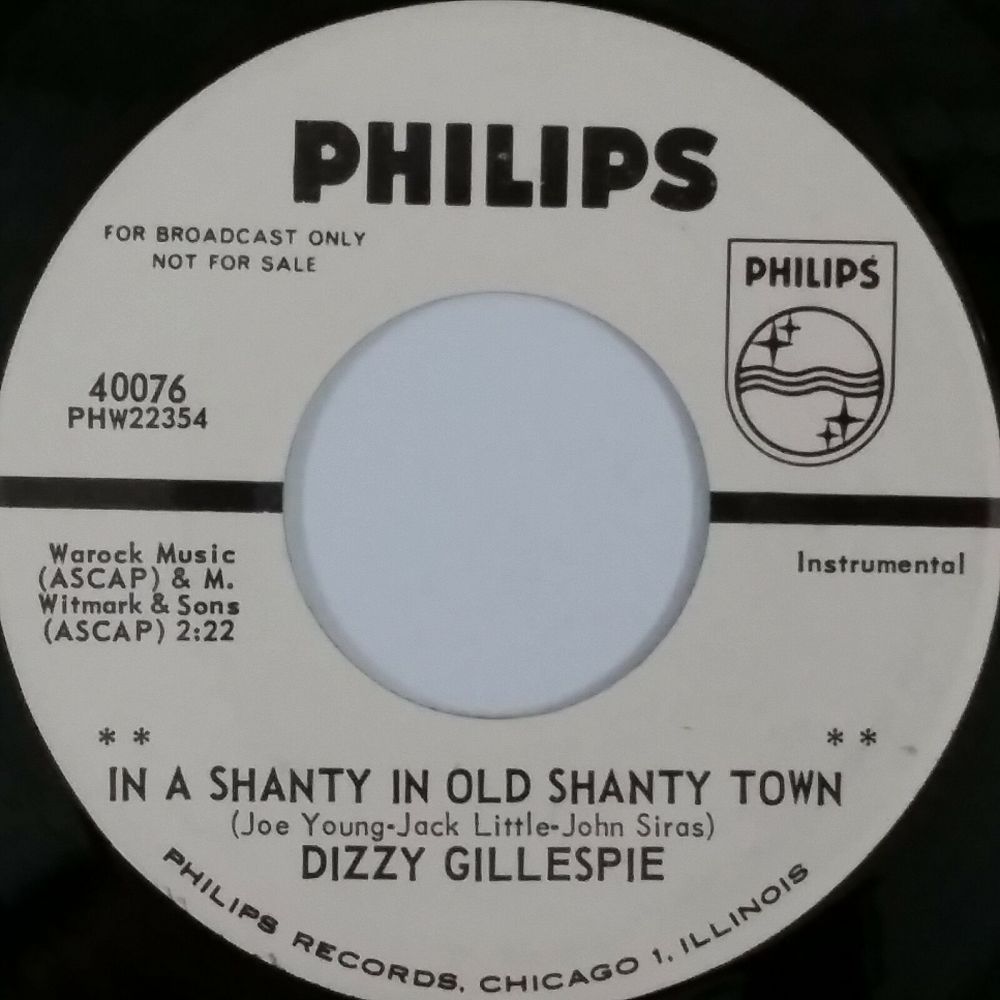 PHILIPS
FOR BROADCAST ONLY
NOT FOR SALE
PHILIPS
40076
PHW22354
Warock Music
(ASCAP) & M.
Witmark & Sons
(ASCAP) 2:22
Instrumental
* *
* *
IN A SHANTY IN OLD SHANTY TOWN
(Joe Young-Jack Little-John Siras)
DIZZY GILLESPIE
PHILIPS RECORDS, CHICAGO 1, ILLINOIS